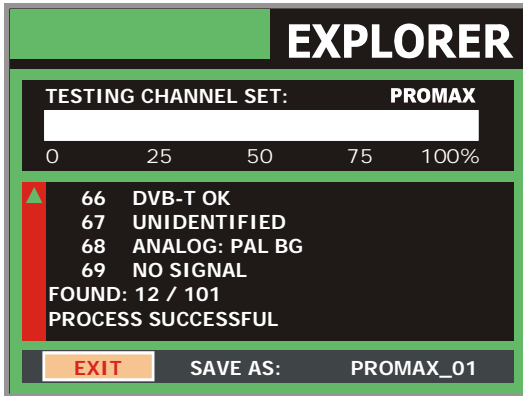 EXPLORER
TESTING CHANNEL SET: PROMAX
0 25 50 75 100%
66 DVB-T OK
67 UNIDENTIFIED
68 ANALOG: PAL BG
69 NO SIGNAL
FOUND: 12 / 101
PROCESS SUCCESSFUL
EXIT SAVE AS: PROMAX_01